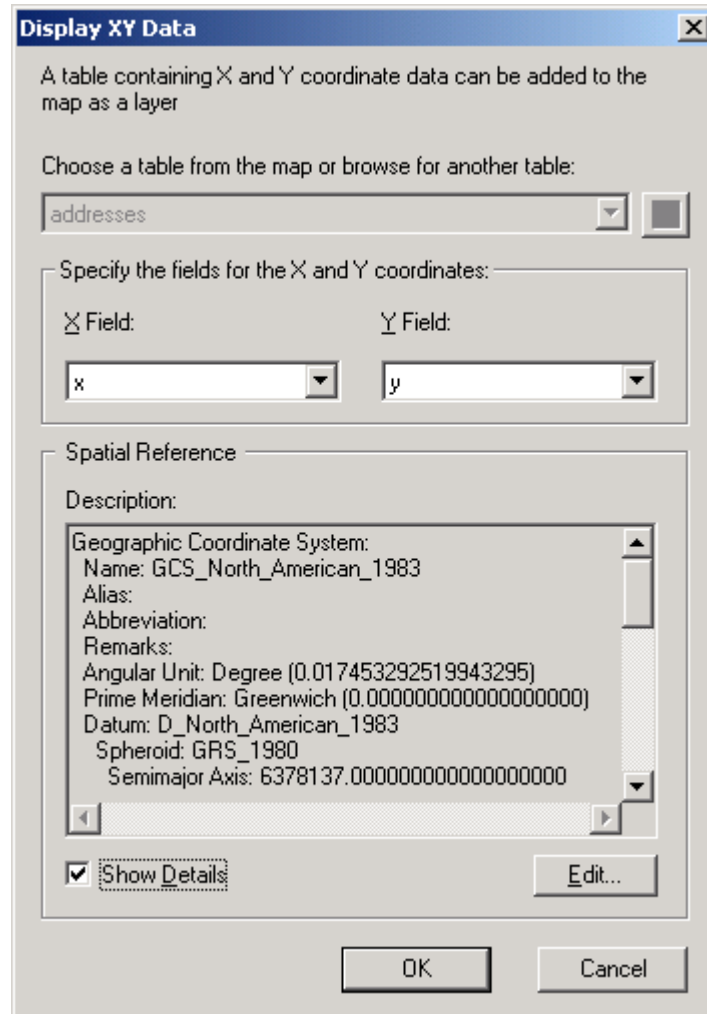 Display XY Data
A table containing X and Y coordinate data can be added to the
map as a layer
Choose a table from the map or browse for another table:
addresses
Specify the fields for the X and Y coordinates:
X Field: Y Field:
x y
Spatial Reference
Description:
Geographic Coordinate System:
Name: GCS_North_American_1983
Alias:
Abbreviation:
Remarks:
Angular Unit: Degree (0.017453292519943295)
Prime Meridian: Greenwich (0.000000000000000000)
Datum: D_North_American_1983
Spheroid: GRS_1980
Semimajor Axis: 6378137.000000000000000000
Show Details Edit...
OK Cancel